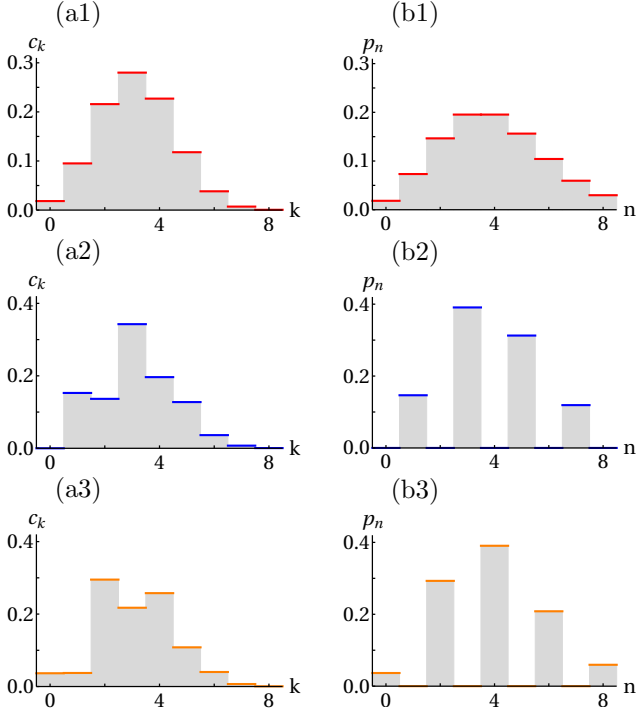 (a1) (b1)
c_k p_n
0.3 0.3
0.2 0.2
0.1 0.1
0.0 0.0
0 4 8 k 0 4 8 n
(a2) (b2)
c_k p_n
0.4 0.4
0.2 0.2
0.0 0.0
0 4 8 k 0 4 8 n
(a3) (b3)
c_k p_n
0.4 0.4
0.2 0.2
0.0 0.0
0 4 8 k 0 4 8 n